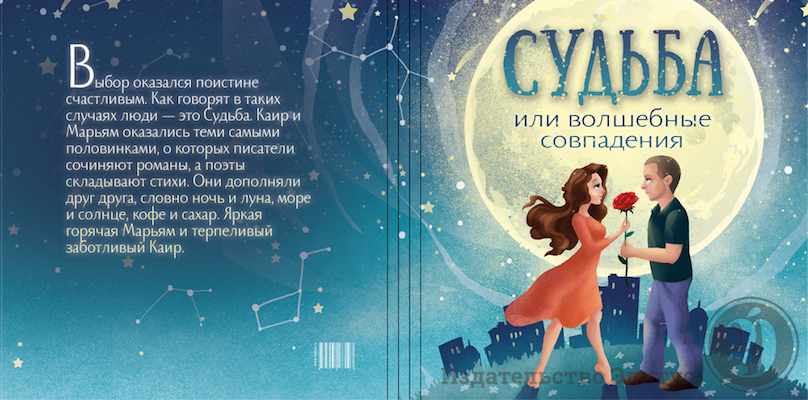 Выбор оказался поистине
счастливым. Как говорят в таких
случаях люди — это Судьба. Каир и
Марьям оказались теми самыми
половинками, о которых писатели
сочиняют романы, а поэты
складывают стихи. Они дополняли
друг друга, словно ночь и луна, море
и солнце, кофе и сахар. Яркая
горячая Марьям и терпеливый
заботливый Каир.
СУДЬБА
или волшебные
совпадения
Издательство